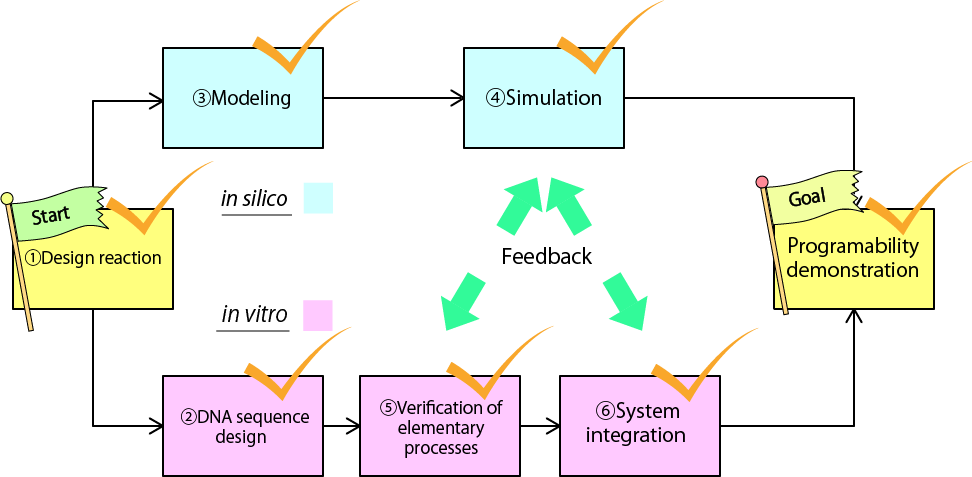 ③Modeling
④Simulation
Start
①Design reaction
in silico
Goal
Programability
demonstration
Feedback
in vitro
②DNA sequence
design
⑤Verification of
elementary
processes
⑥System
integration